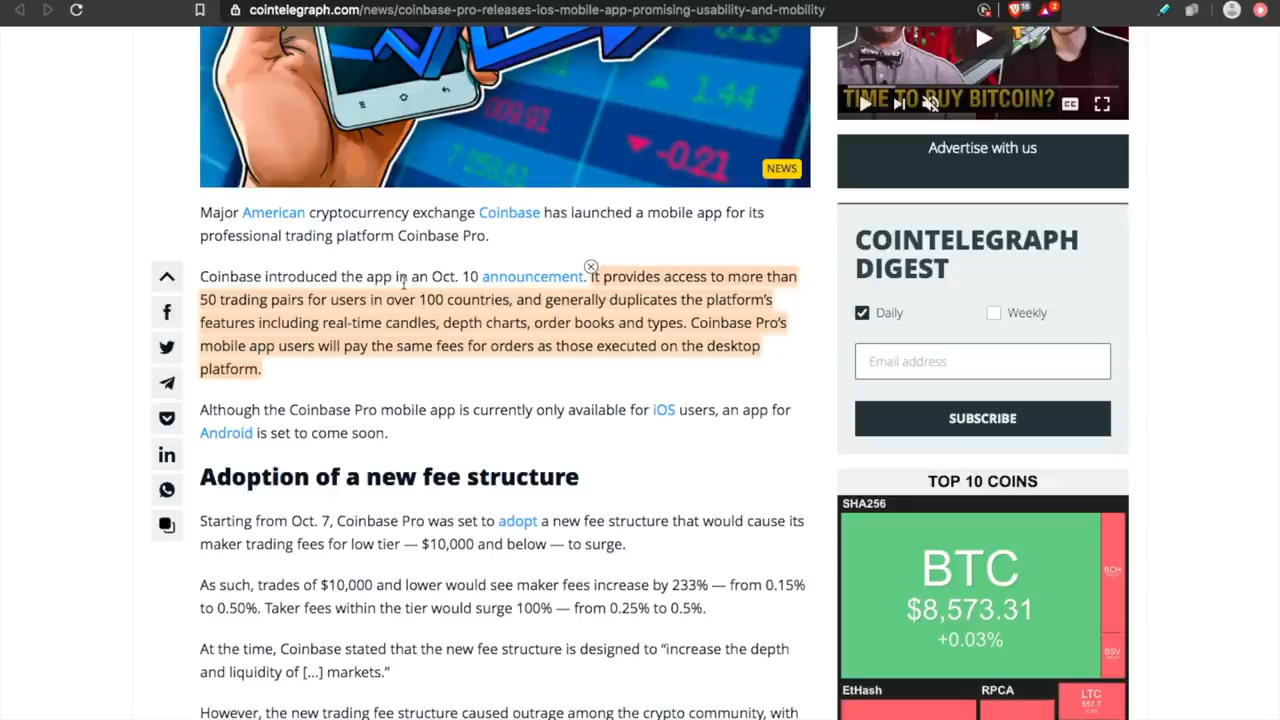 cointelegraph.com/news/coinbase-pro-releases-ios-mobile-app-promising-usability-and-mobility
18
2
1.44
-0.21
NEWS
Major American cryptocurrency exchange Coinbase has launched a mobile app for its
professional trading platform Coinbase Pro.
Coinbase introduced the app in an Oct. 10 announcement. It provides access to more than
50 trading pairs for users in over 100 countries, and generally duplicates the platform's
features including real-time candles, depth charts, order books and types. Coinbase Pro's
mobile app users will pay the same fees for orders as those executed on the desktop
platform.
Although the Coinbase Pro mobile app is currently only available for iOS users, an app for
Android is set to come soon.
Adoption of a new fee structure
Starting from Oct. 7, Coinbase Pro was set to adopt a new fee structure that would cause its
maker trading fees for low tier — $10,000 and below — to surge.
As such, trades of $10,000 and lower would see maker fees increase by 233% — from 0.15%
to 0.50%. Taker fees within the tier would surge 100% — from 0.25% to 0.5%.
At the time, Coinbase stated that the new fee structure is designed to “increase the depth
and liquidity of [...] markets.”
However, the new trading fee structure caused outrage among the crypto community, with
TIME TO BUY BITCOIN?
CC
Advertise with us
COINTELEGRAPH
DIGEST
Daily
Weekly
Email address
SUBSCRIBE
TOP 10 COINS
SHA256
BTC
$8,573.31
+0.03%
BCH
BSV
EtHash
RPCA
LTC
$57.7